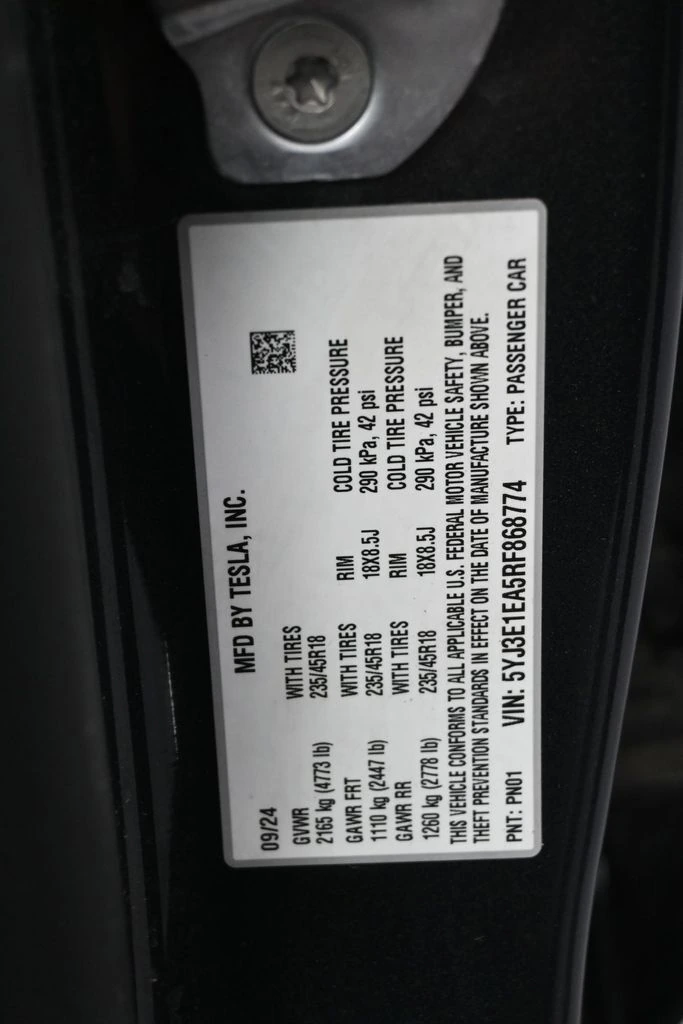 MFD BY TESLA, INC.
09/24
GVWR WITH TIRES
2165 kg (4773 lb) 235/45R18 RIM COLD TIRE PRESSURE
GAWR FRT WITH TIRES 18X8.5J 290 kPa, 42 psi
1110 kg (2447 lb) 235/45R18 RIM COLD TIRE PRESSURE
GAWR RR WITH TIRES 18X8.5J 290 kPa, 42 psi
1260 kg (2778 lb) 235/45R18
THIS VEHICLE CONFORMS TO ALL APPLICABLE U.S. FEDERAL MOTOR VEHICLE SAFETY, BUMPER, AND
THEFT PREVENTION STANDARDS IN EFFECT ON THE DATE OF MANUFACTURE SHOWN ABOVE.
PNT: PN01 VIN: 5YJ3E1EA5RF868774 TYPE: PASSENGER CAR